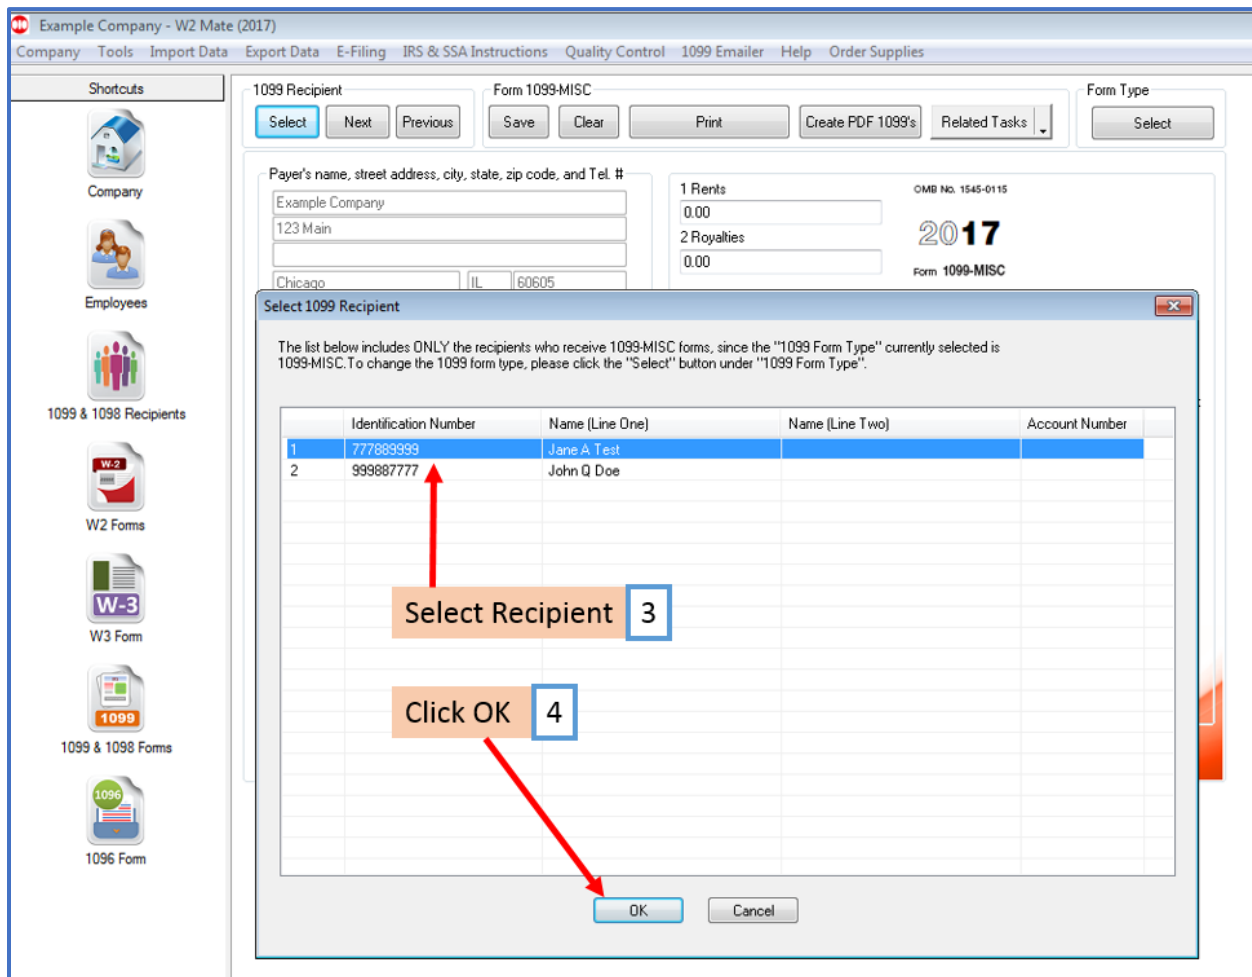 Example Company - W2 Mate (2017)
Company Tools Import Data Export Data E-Filing IRS & SSA Instructions Quality Control 1099 Emailer Help Order Supplies
Shortcuts
Company
Employees
1099 & 1098 Recipients
W-2
W2 Forms
W-3
W3 Form
1099
1099 & 1098 Forms
1096
1096 Form
1099 Recipient
Select Next Previous
Form 1099-MISC
Save Clear Print Create PDF 1099's Related Tasks
Form Type
Select
Payer's name, street address, city, state, zip code, and Tel. #
Example Company
123 Main
Chicago IL 60605
1 Rents
0.00
2 Royalties
0.00
OMB No. 1545-0115
2017
Form 1099-MISC
Select 1099 Recipient
The list below includes ONLY the recipients who receive 1099-MISC forms, since the "1099 Form Type" currently selected is
1099-MISC.To change the 1099 form type, please click the "Select" button under "1099 Form Type".
Identification Number Name (Line One) Name (Line Two) Account Number
1 777889999 Jane A Test
2 999887777 John Q Doe
Select Recipient 3
Click OK 4
OK Cancel